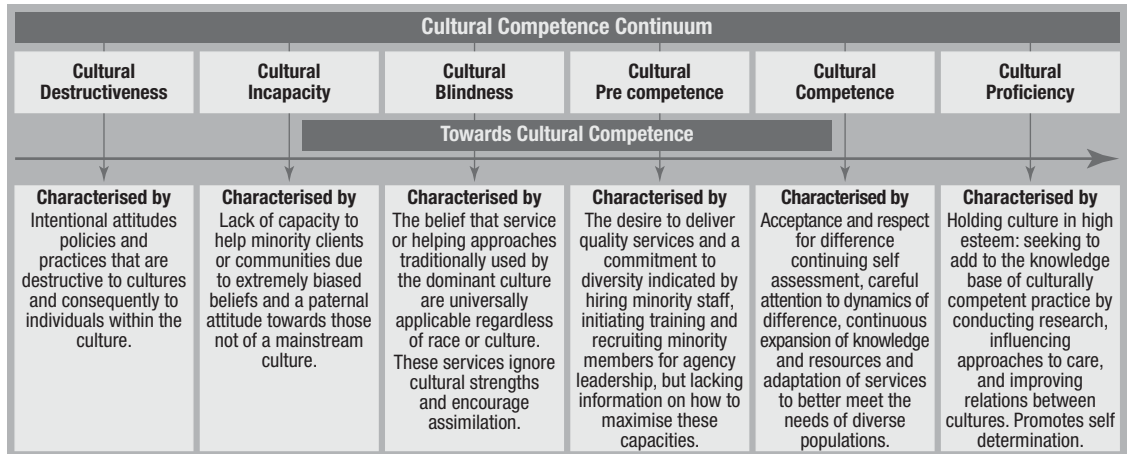 Cultural Competence Continuum
Cultural
Destructiveness
Cultural
Incapacity
Cultural
Blindness
Cultural
Pre competence
Cultural
Competence
Cultural
Proficiency
Towards Cultural Competence
Characterised by
Intentional attitudes
policies and
practices that are
destructive to cultures
and consequently to
individuals within the
culture.
Characterised by
Lack of capacity to
help minority clients
or communities due
to extremely biased
beliefs and a paternal
attitude towards those
not of a mainstream
culture.
Characterised by
The belief that service
or helping approaches
traditionally used by
the dominant culture
are universally
applicable regardless
of race or culture.
These services ignore
cultural strengths
and encourage
assimilation.
Characterised by
The desire to deliver
quality services and a
commitment to
diversity indicated by
hiring minority staff,
initiating training and
recruiting minority
members for agency
leadership, but lacking
information on how to
maximise these
capacities.
Characterised by
Acceptance and respect
for difference
continuing self
assessment, careful
attention to dynamics of
difference, continuous
expansion of knowledge
and resources and
adaptation of services
to better meet the
needs of diverse
populations.
Characterised by
Holding culture in high
esteem: seeking to
add to the knowledge
base of culturally
competent practice by
conducting research,
influencing
approaches to care,
and improving
relations between
cultures. Promotes self
determination.